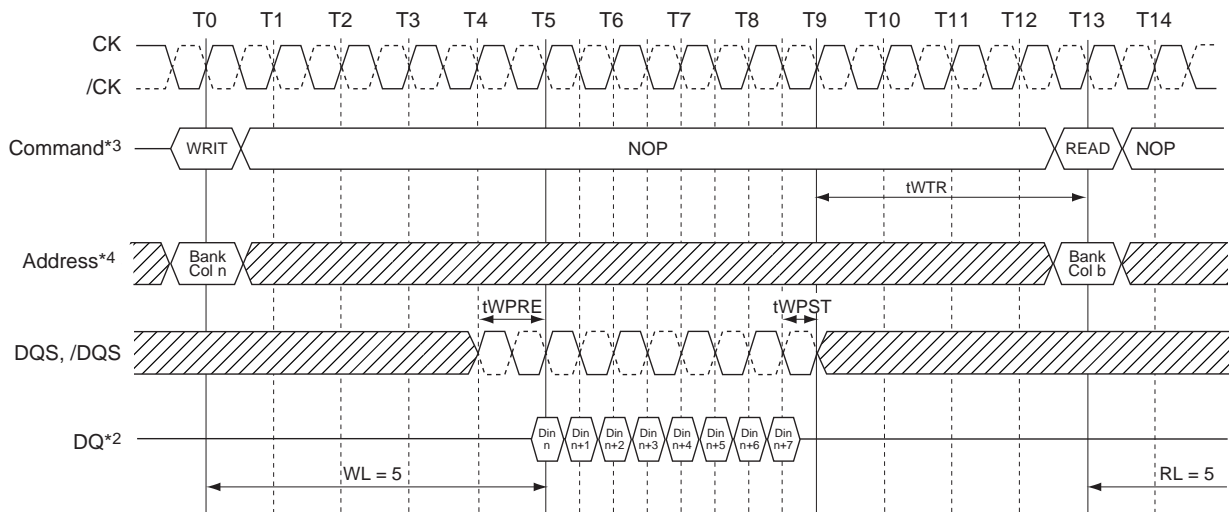 T0 T1 T2 T3 T4 T5 T6 T7 T8 T9 T10 T11 T12 T13 T14
CK
/CK
Command*3 WRIT NOP READ NOP
tWTR
Address*4 Bank Col n Bank Col b
tWPRE tWPST
DQS, /DQS
DQ*2 Din n Din n+1 Din n+2 Din n+3 Din n+4 Din n+5 Din n+6 Din n+7
WL = 5 RL = 5